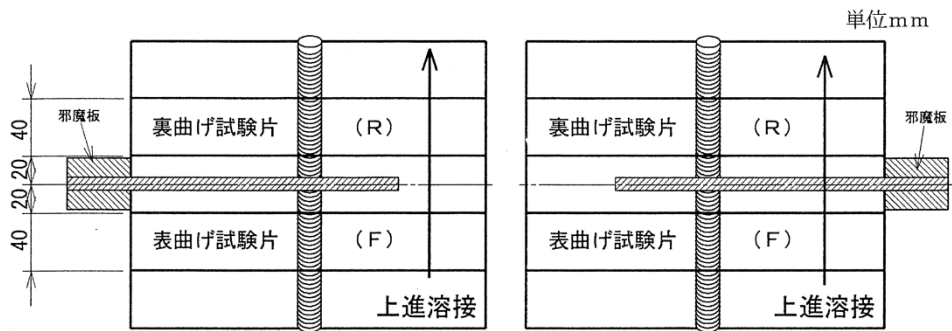 単位mm
邪魔板
40
20
20
40
裏曲げ試験片 (R)
表曲げ試験片 (F)
上進溶接
裏曲げ試験片 (R)
表曲げ試験片 (F)
上進溶接
邪魔板